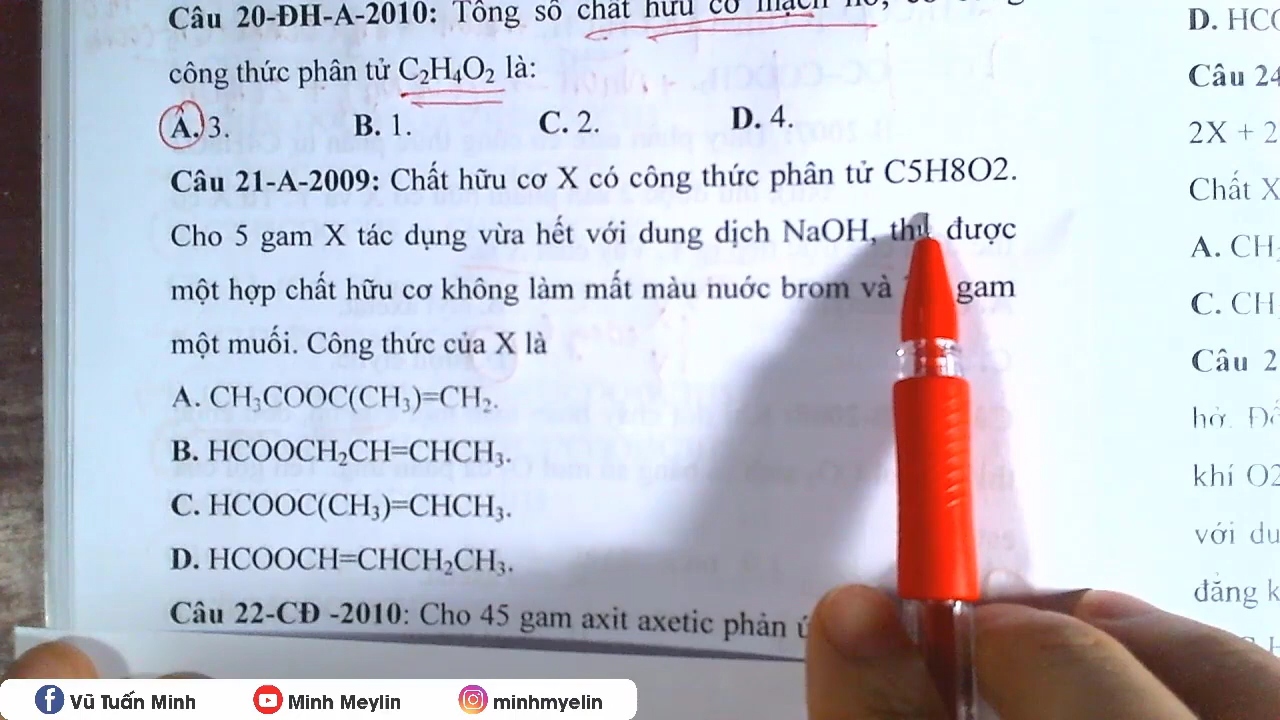 Câu 20-ĐH-A-2010: Tổng số chất hữu cơ mạch
công thức phân tử C₂H₄O₂ là:
A. 3. B. 1. C. 2. D. 4.
Câu 21-A-2009: Chất hữu cơ X có công thức phân tử C5H8O2.
Cho 5 gam X tác dụng vừa hết với dung dịch NaOH, thu được
một hợp chất hữu cơ không làm mất màu nước brom và gam
một muối. Công thức của X là
A. CH₃COOC(CH₃)=CH₂.
B. HCOOCH₂CH=CHCH₃.
C. HCOOC(CH₃)=CHCH₃.
D. HCOOCH=CHCH₂CH₃.
Câu 22-CĐ -2010: Cho 45 gam axit axetic phản
D. HCO
Câu 24
2X + 2
Chất X
A. CH
C. CH
Câu 2
hở. Đố
khí O2
với du
đẳng k
Vũ Tuấn Minh Minh Meylin minhmyelin